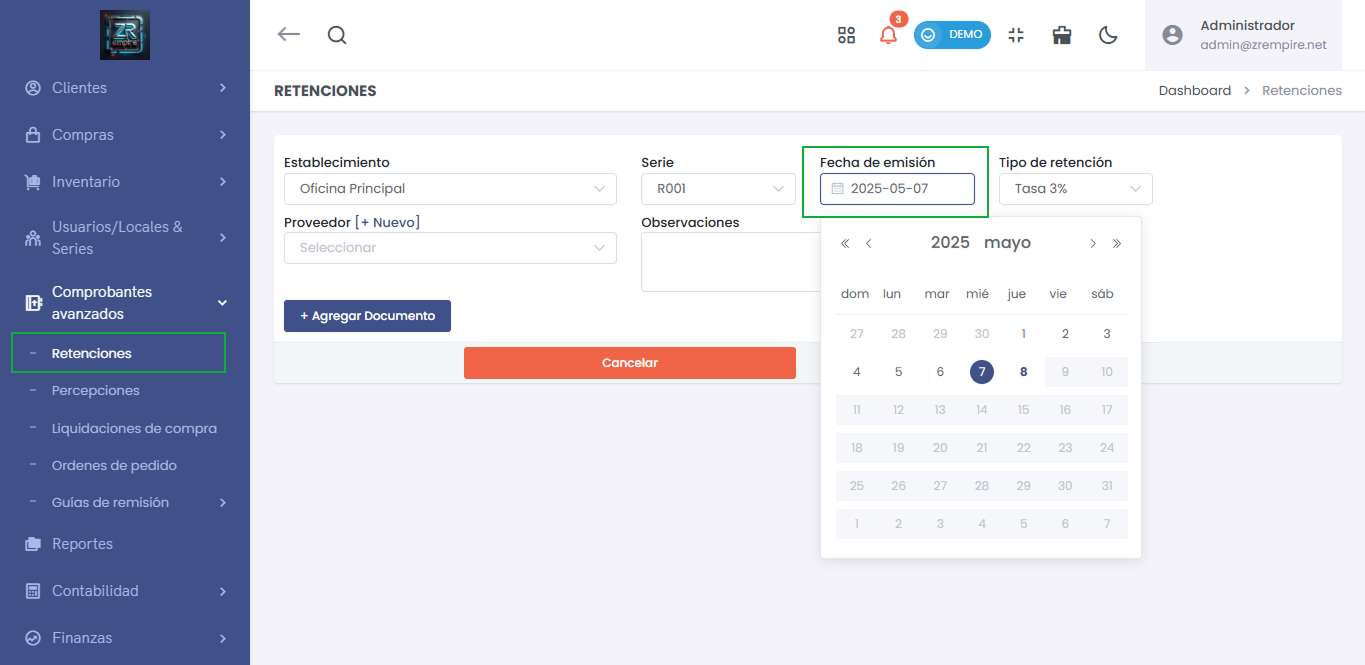 ZR
empire
Clientes
Compras
Inventario
Usuarios/Locales &
Series
Comprobantes
avanzados
- Retenciones
- Percepciones
- Liquidaciones de compra
- Ordenes de pedido
- Guías de remisión
Reportes
Contabilidad
Finanzas
3
DEMO
Administrador
admin@zrempire.net
RETENCIONES
Dashboard > Retenciones
Establecimiento
Oficina Principal
Serie
R001
Fecha de emisión
2025-05-07
Tipo de retención
Tasa 3%
Proveedor [+ Nuevo]
Seleccionar
Observaciones
+ Agregar Documento
Cancelar
« < 2025 mayo > »
dom lun mar mié jue vie sáb
27 28 29 30 1 2 3
4 5 6 7 8 9 10
11 12 13 14 15 16 17
18 19 20 21 22 23 24
25 26 27 28 29 30 31
1 2 3 4 5 6 7